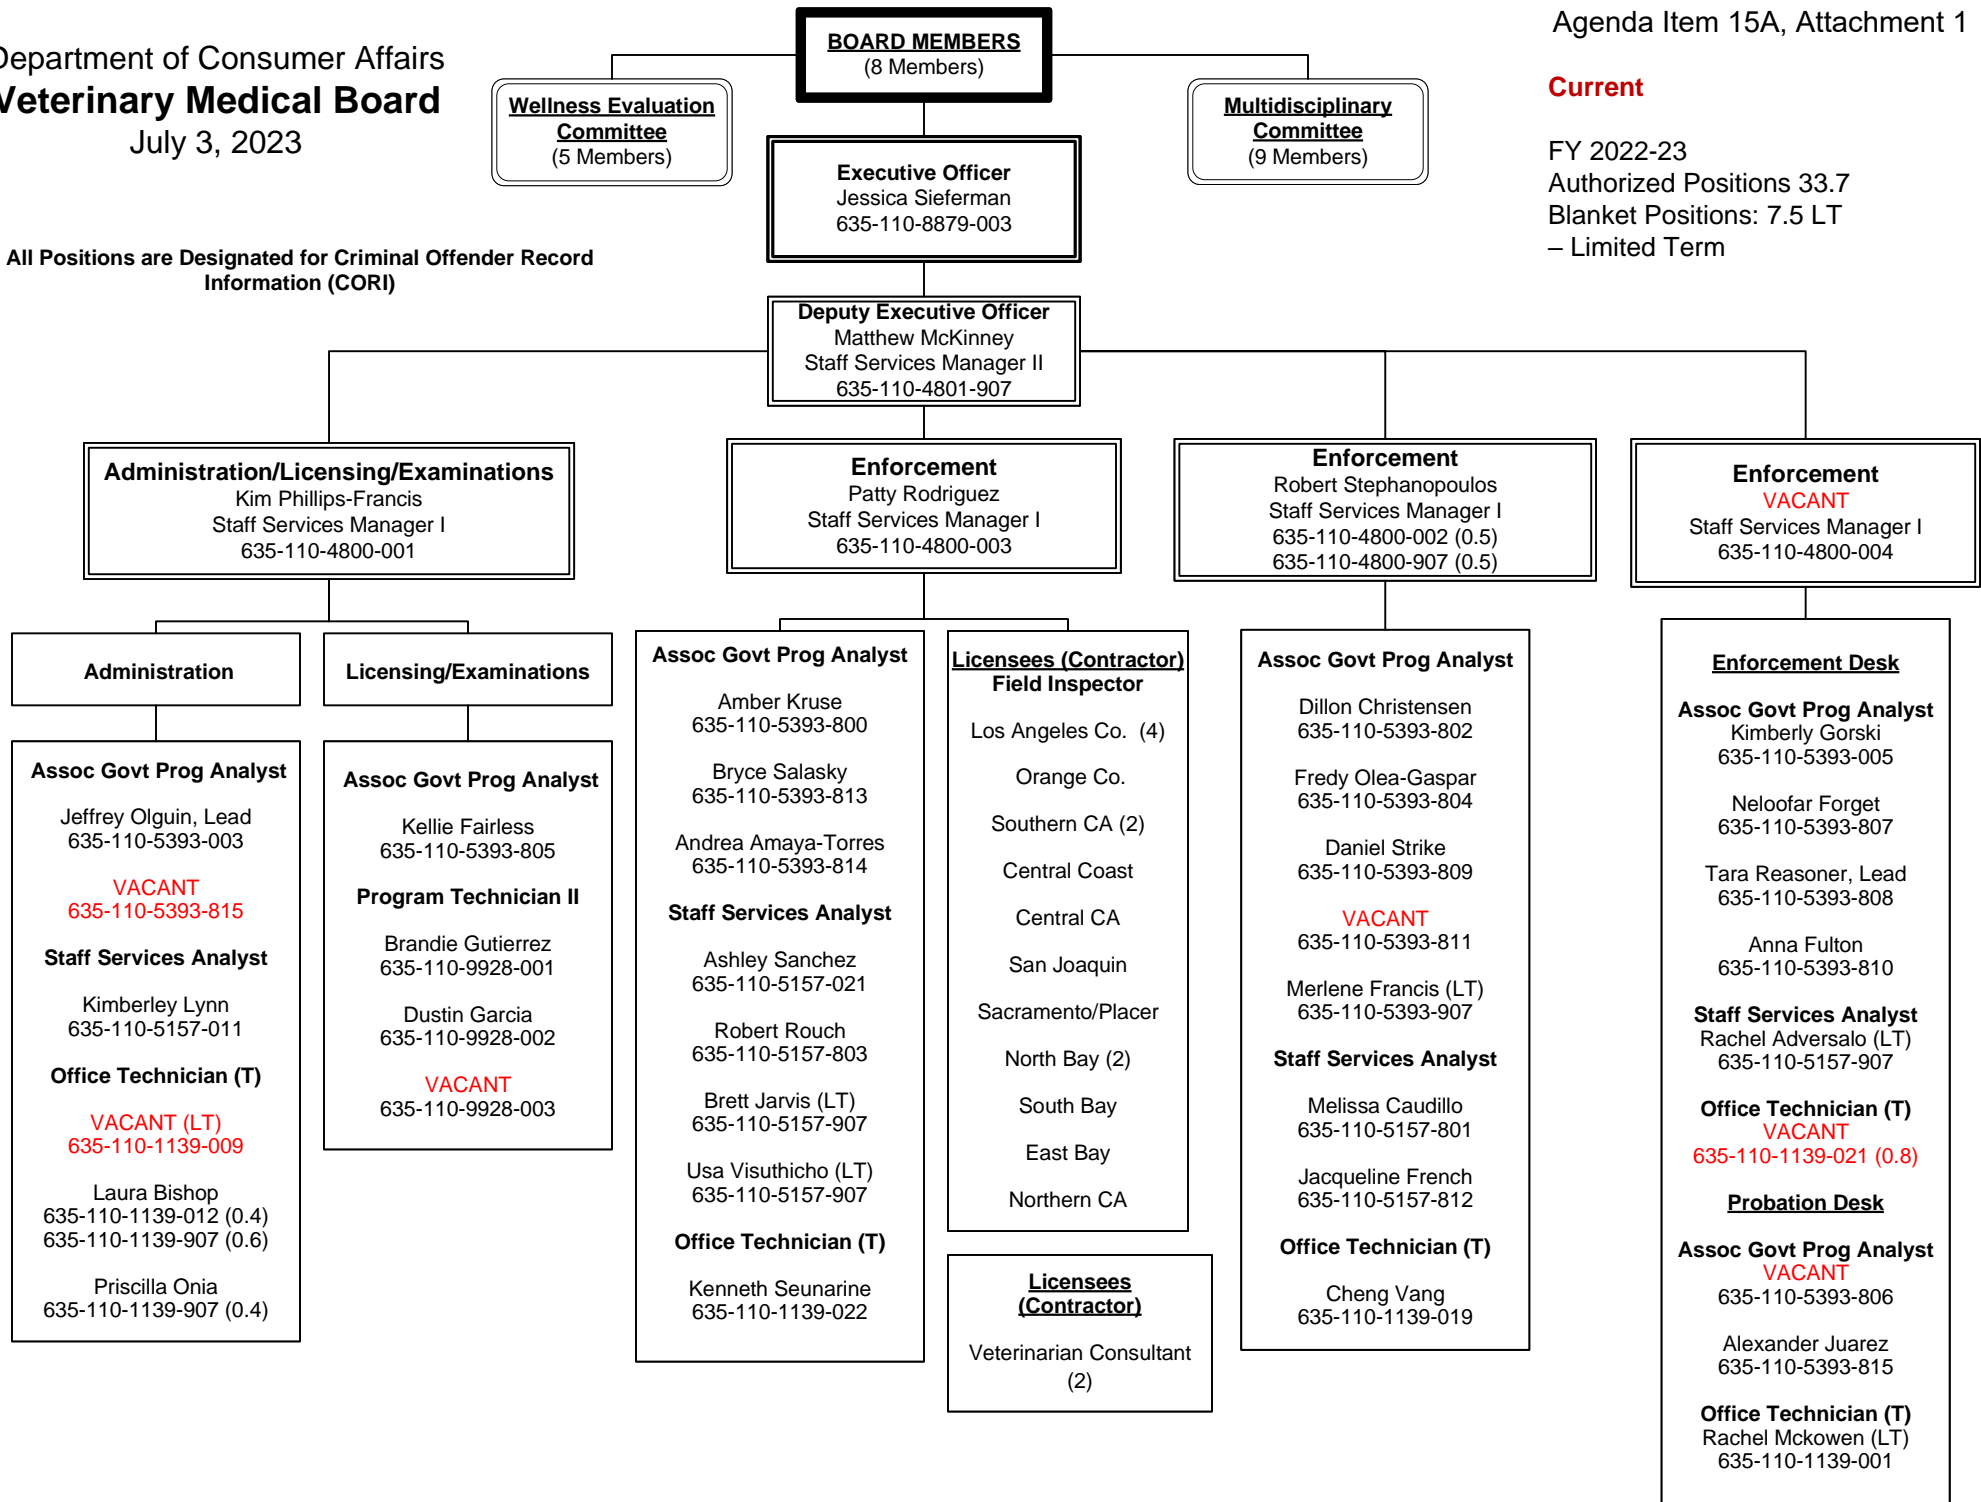 Agenda Item 15A, Attachment 1
Department of Consumer Affairs
Veterinary Medical Board
July 3, 2023
BOARD MEMBERS
(8 Members)
Wellness Evaluation
Committee
(5 Members)
Multidisciplinary
Committee
(9 Members)
Current
FY 2022-23
Authorized Positions 33.7
Blanket Positions: 7.5 LT
– Limited Term
Executive Officer
Jessica Sieferman
635-110-8879-003
All Positions are Designated for Criminal Offender Record
Information (CORI)
Deputy Executive Officer
Matthew McKinney
Staff Services Manager II
635-110-4801-907
Administration/Licensing/Examinations
Kim Phillips-Francis
Staff Services Manager I
635-110-4800-001
Enforcement
Patty Rodriguez
Staff Services Manager I
635-110-4800-003
Enforcement
Robert Stephanopoulos
Staff Services Manager I
635-110-4800-002 (0.5)
635-110-4800-907 (0.5)
Enforcement
VACANT
Staff Services Manager I
635-110-4800-004
Administration
Assoc Govt Prog Analyst
Jeffrey Olguin, Lead
635-110-5393-003
VACANT
635-110-5393-815
Staff Services Analyst
Kimberley Lynn
635-110-5157-011
Office Technician (T)
VACANT (LT)
635-110-1139-009
Laura Bishop
635-110-1139-012 (0.4)
635-110-1139-907 (0.6)
Priscilla Onia
635-110-1139-907 (0.4)
Licensing/Examinations
Assoc Govt Prog Analyst
Kellie Fairless
635-110-5393-805
Program Technician II
Brandie Gutierrez
635-110-9928-001
Dustin Garcia
635-110-9928-002
VACANT
635-110-9928-003
Assoc Govt Prog Analyst
Amber Kruse
635-110-5393-800
Bryce Salasky
635-110-5393-813
Andrea Amaya-Torres
635-110-5393-814
Staff Services Analyst
Ashley Sanchez
635-110-5157-021
Robert Rouch
635-110-5157-803
Brett Jarvis (LT)
635-110-5157-907
Usa Visuthicho (LT)
635-110-5157-907
Office Technician (T)
Kenneth Seunarine
635-110-1139-022
Licensees (Contractor)
Field Inspector
Los Angeles Co.  (4)
Orange Co.
Southern CA (2)
Central Coast
Central CA
San Joaquin
Sacramento/Placer
North Bay (2)
South Bay
East Bay
Northern CA
Licensees
(Contractor)
Veterinarian Consultant
(2)
Assoc Govt Prog Analyst
Dillon Christensen
635-110-5393-802
Fredy Olea-Gaspar
635-110-5393-804
Daniel Strike
635-110-5393-809
VACANT
635-110-5393-811
Merlene Francis (LT)
635-110-5393-907
Staff Services Analyst
Melissa Caudillo
635-110-5157-801
Jacqueline French
635-110-5157-812
Office Technician (T)
Cheng Vang
635-110-1139-019
Enforcement Desk
Assoc Govt Prog Analyst
Kimberly Gorski
635-110-5393-005
Neloofar Forget
635-110-5393-807
Tara Reasoner, Lead
635-110-5393-808
Anna Fulton
635-110-5393-810
Staff Services Analyst
Rachel Adversalo (LT)
635-110-5157-907
Office Technician (T)
VACANT
635-110-1139-021 (0.8)
Probation Desk
Assoc Govt Prog Analyst
VACANT
635-110-5393-806
Alexander Juarez
635-110-5393-815
Office Technician (T)
Rachel Mckowen (LT)
635-110-1139-001